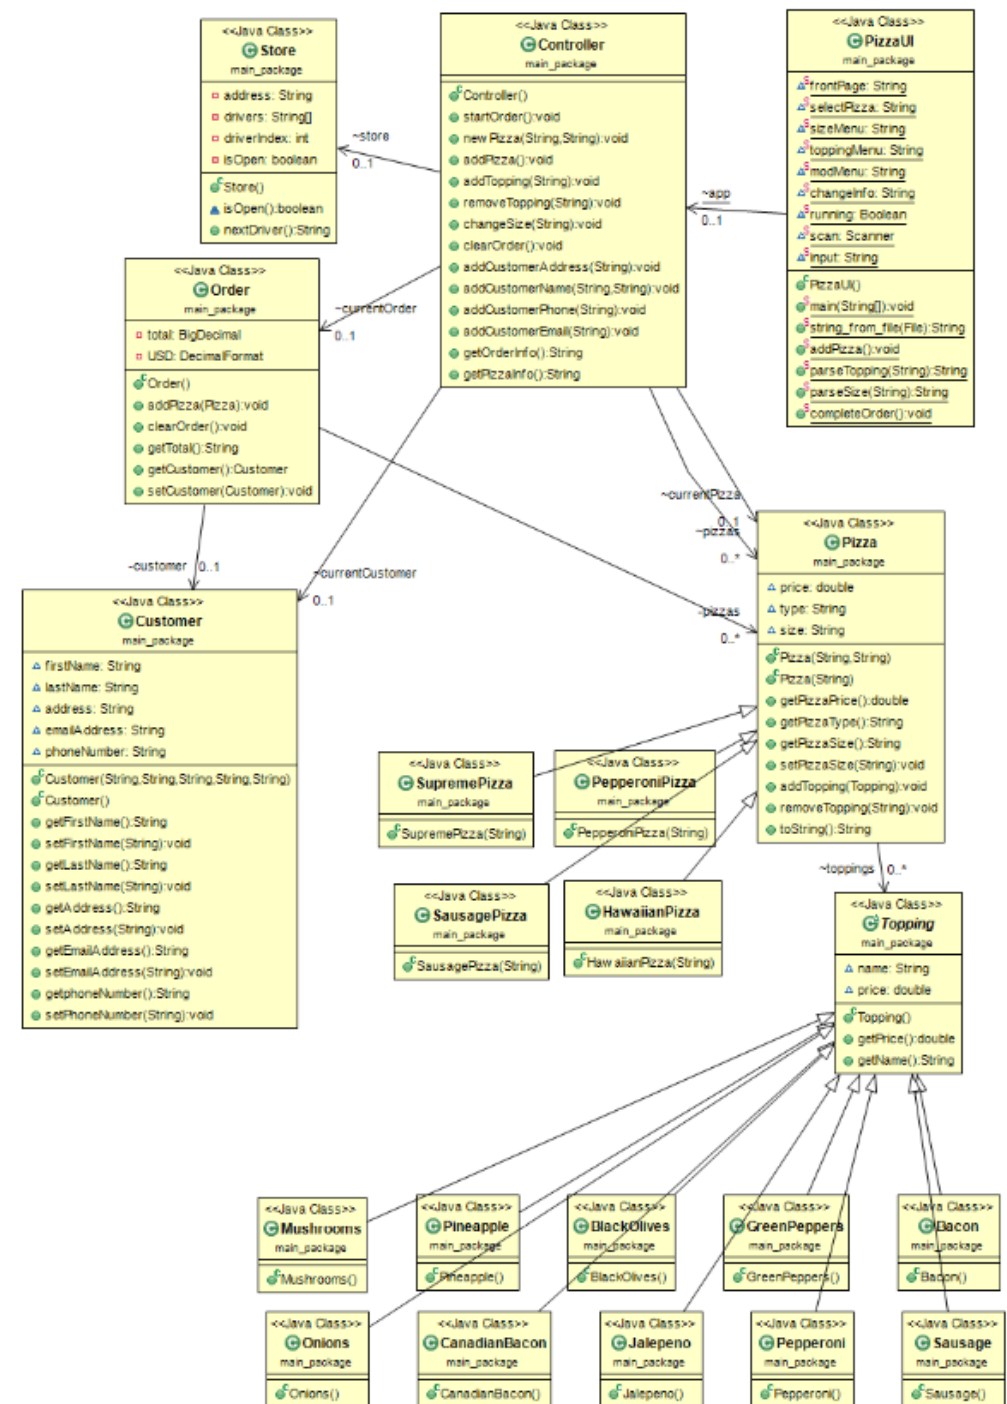 <<Java Class>>
Store
main_package
address: String
drivers: String[]
driverIndex: int
isOpen: boolean
Store()
isOpen():boolean
nextDriver():String
<<Java Class>>
Controller
main_package
Controller()
startOrder():void
newPizza(String,String):void
addPizza():void
addTopping(String):void
removeTopping(String):void
changeSize(String):void
clearOrder():void
addCustomerAddress(String):void
addCustomerName(String,String):void
addCustomerPhone(String):void
addCustomerEmail(String):void
getOrderInfo():String
getPizzaInfo():String
<<Java Class>>
PizzaUI
main_package
frontPage: String
selectPizza: String
sizeMenu: String
toppingMenu: String
modMenu: String
changeInfo: String
running: Boolean
scan: Scanner
input: String
PizzaUI()
main(String[]):void
string_from_file(File):String
addPizza():void
parseTopping(String):String
parseSize(String):String
completeOrder():void
~store
0..1
~app
0..1
<<Java Class>>
Order
main_package
total: BigDecimal
USD: DecimalFormat
Order()
addPizza(Pizza):void
clearOrder():void
getTotal():String
getCustomer():Customer
setCustomer(Customer):void
~currentOrder
0..1
-customer
0..1
~currentCustomer
0..1
~currentPizza
0..1
~pizzas
0..*
-pizzas
0..*
<<Java Class>>
Customer
main_package
firstName: String
lastName: String
address: String
emailAddress: String
phoneNumber: String
Customer(String,String,String,String,String)
Customer()
getFirstName():String
setFirstName(String):void
getLastName():String
setLastName(String):void
getAddress():String
setAddress(String):void
getEmailAddress():String
setEmailAddress(String):void
getphoneNumber():String
setPhoneNumber(String):void
<<Java Class>>
Pizza
main_package
price: double
type: String
size: String
Pizza(String,String)
Pizza(String)
getPizzaPrice():double
getPizzaType():String
getPizzaSize():String
setPizzaSize(String):void
addTopping(Topping):void
removeTopping(String):void
toString():String
<<Java Class>>
SupremePizza
main_package
SupremePizza(String)
<<Java Class>>
PepperoniPizza
main_package
PepperoniPizza(String)
<<Java Class>>
SausagePizza
main_package
SausagePizza(String)
<<Java Class>>
HawaiianPizza
main_package
HawaiianPizza(String)
~toppings
0..*
<<Java Class>>
Topping
main_package
name: String
price: double
Topping()
getPrice():double
getName():String
<<Java Class>>
Mushrooms
main_package
Mushrooms()
<<Java Class>>
Pineapple
main_package
Pineapple()
<<Java Class>>
BlackOlives
main_package
BlackOlives()
<<Java Class>>
GreenPeppers
main_package
GreenPeppers()
<<Java Class>>
Bacon
main_package
Bacon()
<<Java Class>>
Onions
main_package
Onions()
<<Java Class>>
CanadianBacon
main_package
CanadianBacon()
<<Java Class>>
Jalepeno
main_package
Jalepeno()
<<Java Class>>
Pepperoni
main_package
Pepperoni()
<<Java Class>>
Sausage
main_package
Sausage()